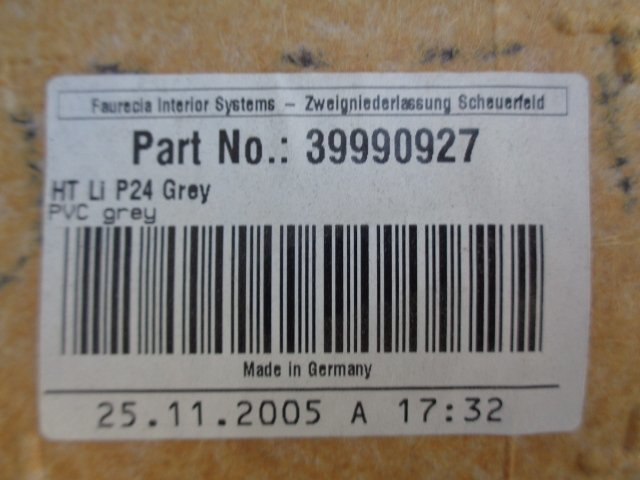 Faurecia Interior Systems – Zweigniederlassung Scheuerfeld
Part No.: 39990927
HT Li P24 Grey
PVC grey
Made in Germany
25.11.2005 A 17:32